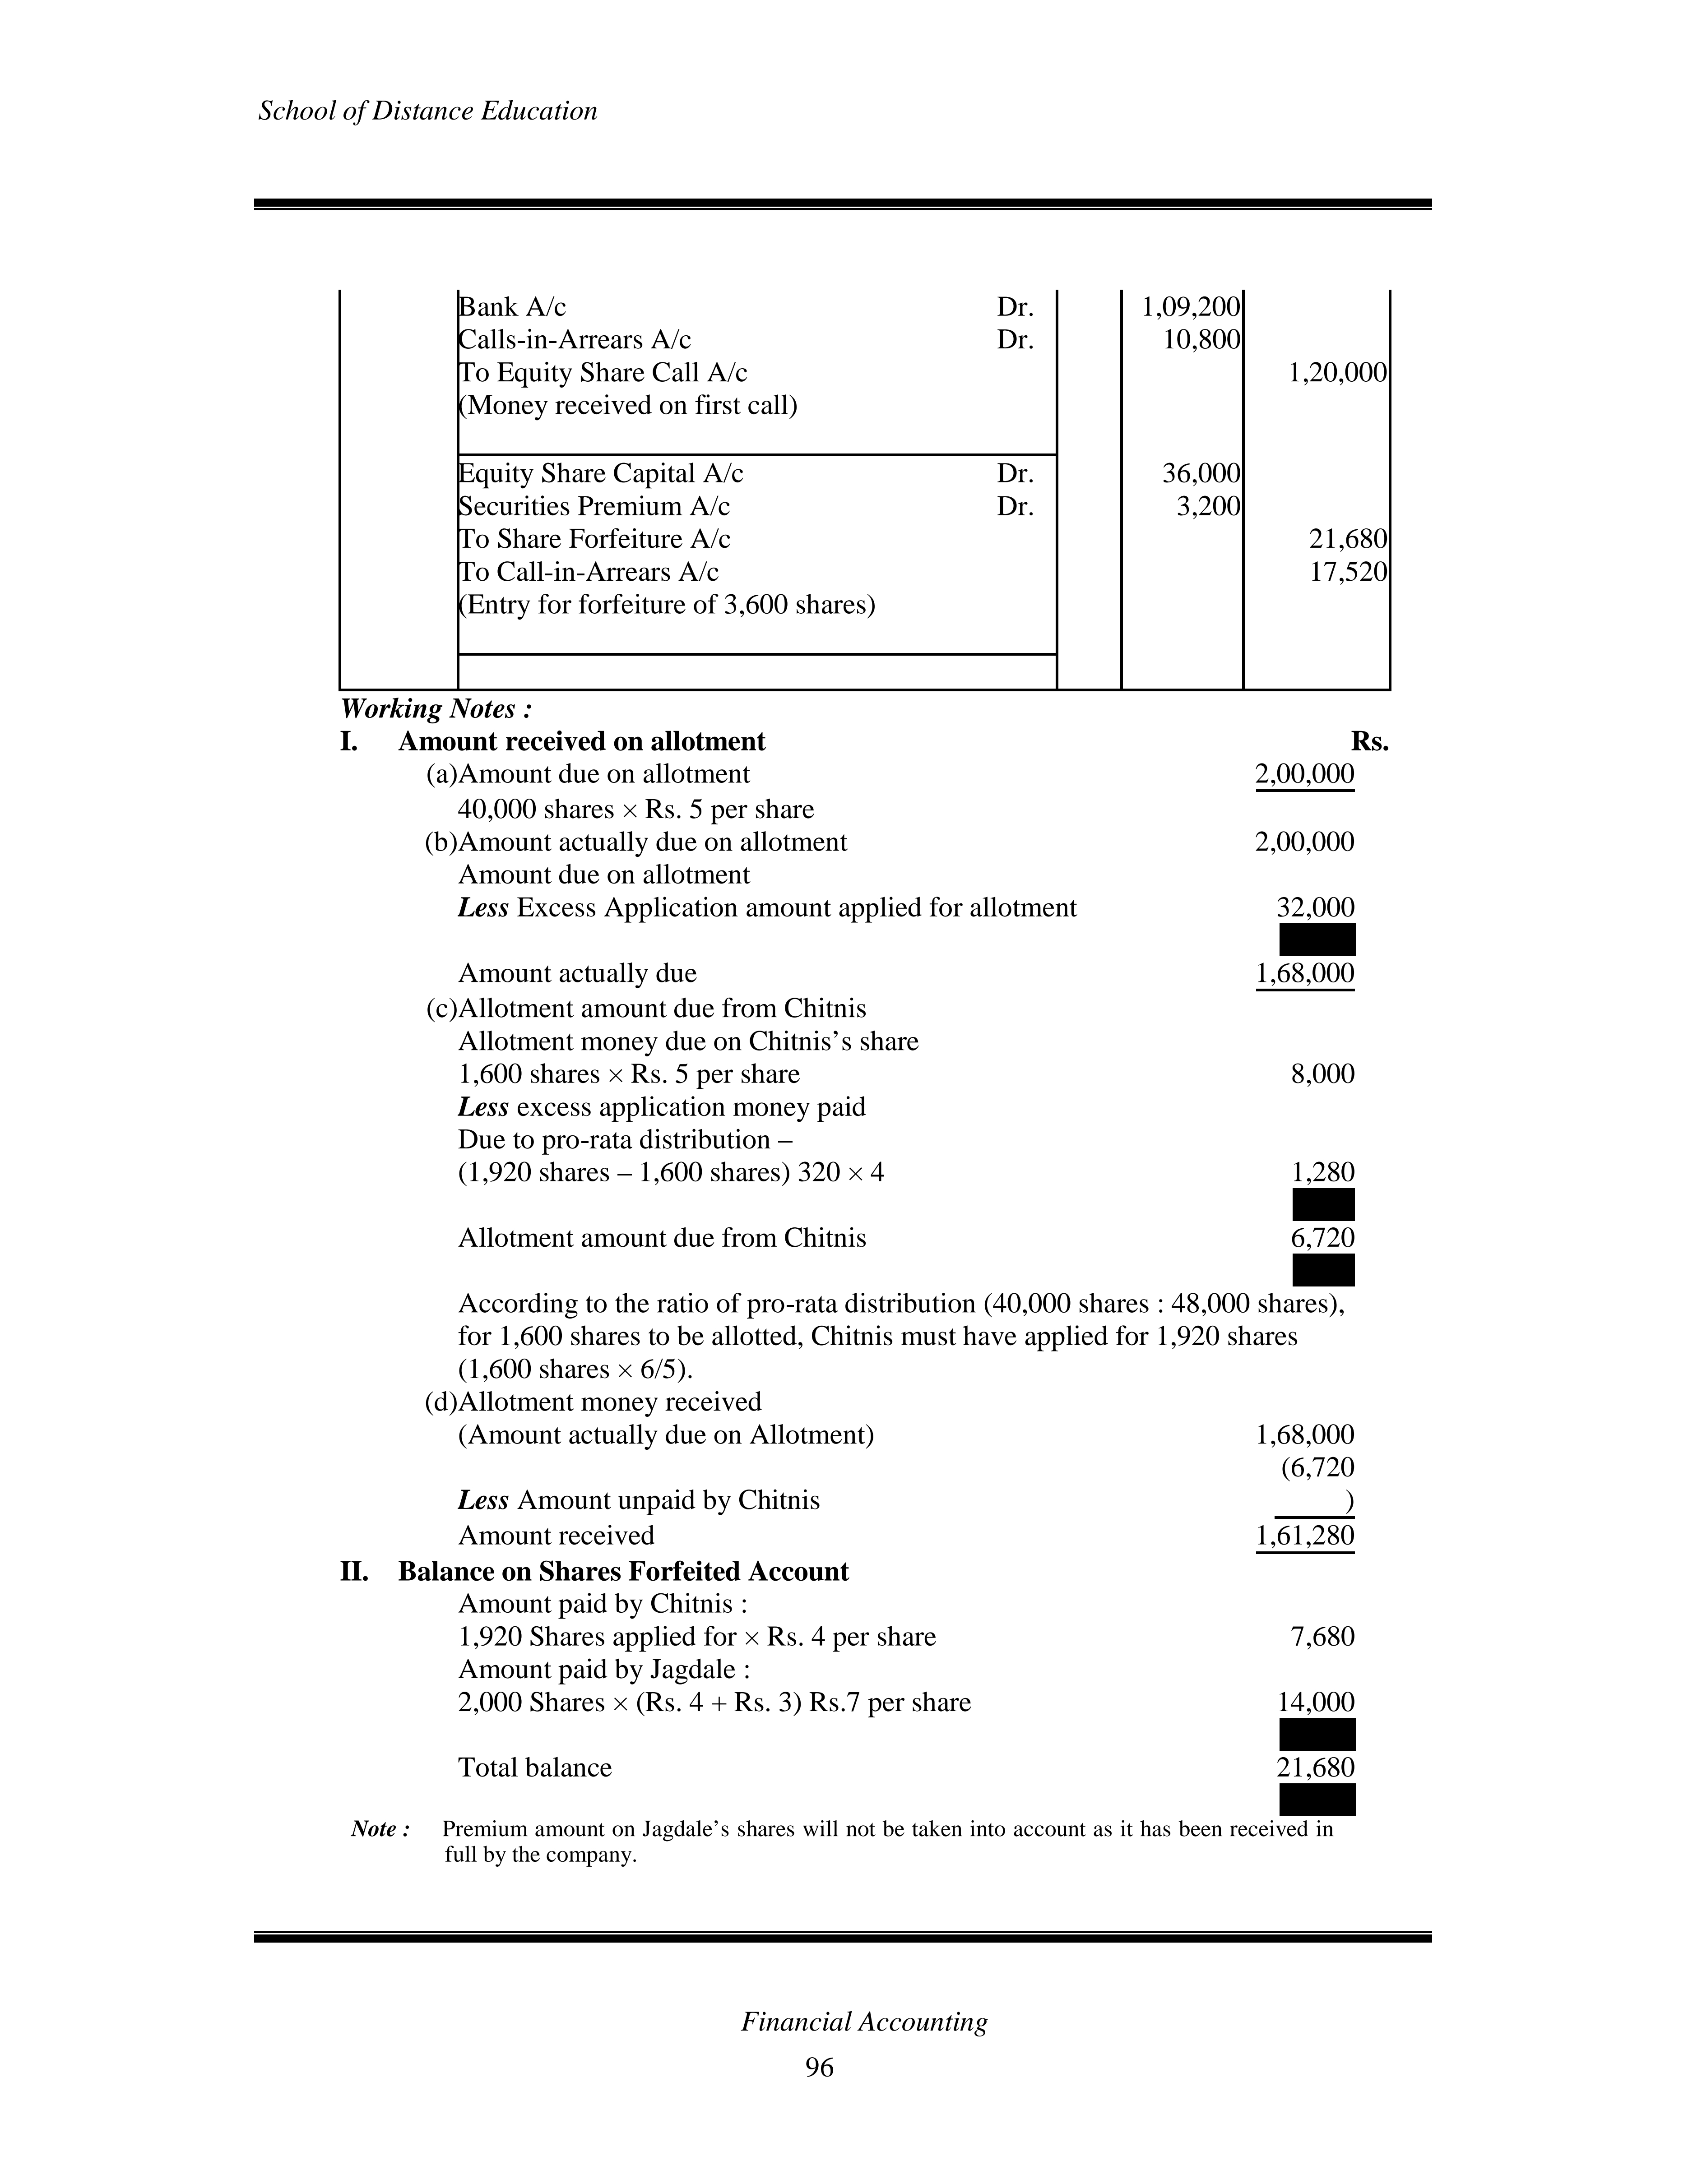 School of Distance Education
Bank A/c Dr. 1,09,200
Calls-in-Arrears A/c Dr. 10,800
To Equity Share Call A/c 1,20,000
(Money received on first call)
Equity Share Capital A/c Dr. 36,000
Securities Premium A/c Dr. 3,200
To Share Forfeiture A/c 21,680
To Call-in-Arrears A/c 17,520
(Entry for forfeiture of 3,600 shares)
Working Notes :
I. Amount received on allotment Rs.
(a)Amount due on allotment 2,00,000
40,000 shares × Rs. 5 per share
(b)Amount actually due on allotment 2,00,000
Amount due on allotment
Less Excess Application amount applied for allotment 32,000
Amount actually due 1,68,000
(c)Allotment amount due from Chitnis
Allotment money due on Chitnis’s share
1,600 shares × Rs. 5 per share 8,000
Less excess application money paid
Due to pro-rata distribution –
(1,920 shares – 1,600 shares) 320 × 4 1,280
Allotment amount due from Chitnis 6,720
According to the ratio of pro-rata distribution (40,000 shares : 48,000 shares),
for 1,600 shares to be allotted, Chitnis must have applied for 1,920 shares
(1,600 shares × 6/5).
(d)Allotment money received
(Amount actually due on Allotment) 1,68,000
(6,720
Less Amount unpaid by Chitnis )
Amount received 1,61,280
II. Balance on Shares Forfeited Account
Amount paid by Chitnis :
1,920 Shares applied for × Rs. 4 per share 7,680
Amount paid by Jagdale :
2,000 Shares × (Rs. 4 + Rs. 3) Rs.7 per share 14,000
Total balance 21,680
Note : Premium amount on Jagdale’s shares will not be taken into account as it has been received in
full by the company.
Financial Accounting
96